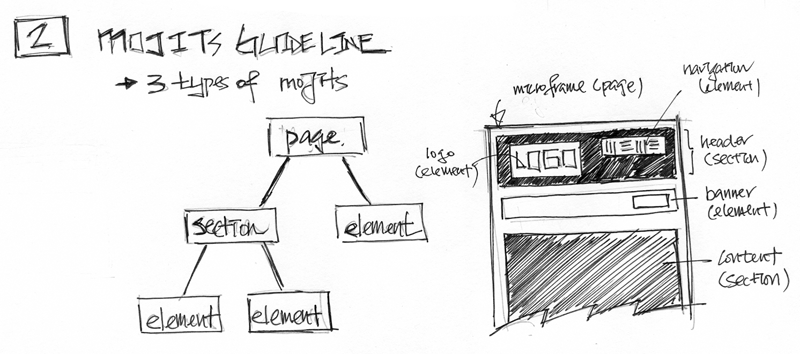 2 MOJITS GUIDELINE
→ 3 types of mojits
page
section
element
element
element
microframe (page)
navigation
(element)
logo
(element)
LOGO
header
(section)
banner
(element)
content
(section)